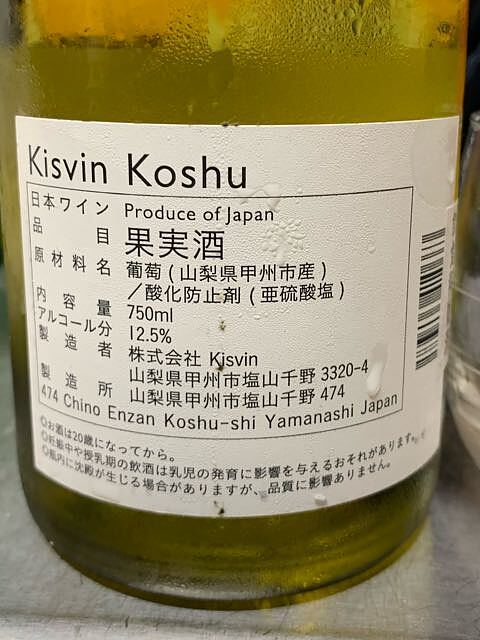 Kisvin Koshu
日本ワイン Produce of Japan
品目 果実酒
原材料名 葡萄 (山梨県甲州市産)
/酸化防止剤 (亜硫酸塩)
内容量 750ml
アルコール分 12.5%
製造者 株式会社 Kisvin
山梨県甲州市塩山千野 3320-4
製造所 山梨県甲州市塩山千野 474
474 Chino Enzan Koshu-shi Yamanashi Japan
◎お酒は20歳になってから。
◎妊娠中や授乳期の飲酒は乳児の発育に影響を与えるおそれがあります。
◎瓶内に沈殿が生じる場合がありますが、品質に影響ありません。